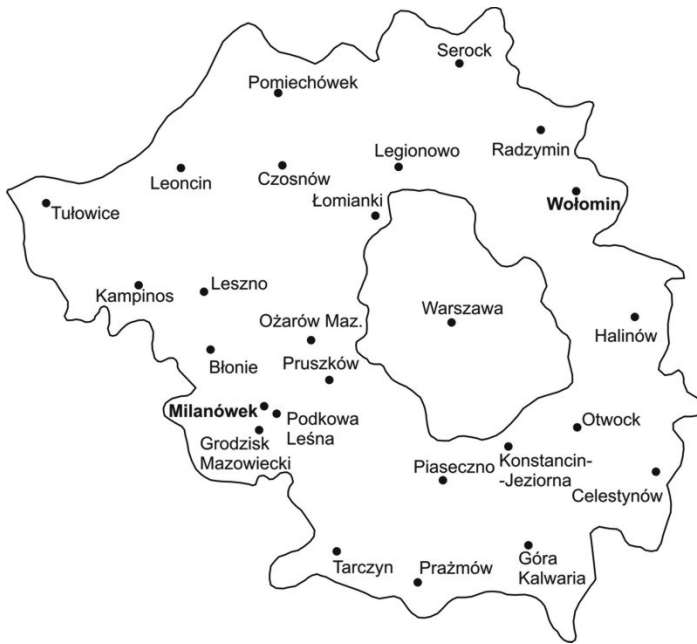 Serock
Pomiechówek
Radzymin
Legionowo
Leoncin
Czosnów
Łomianki
Wołomin
Tułowice
Kampinos
Leszno
Warszawa
Ożarów Maz.
Halinów
Błonie
Pruszków
Milanówek
Podkowa
Leśna
Otwock
Grodzisk
Mazowiecki
Piaseczno
Konstancin-
-Jeziorna
Celestynów
Tarczyn
Prażmów
Góra
Kalwaria